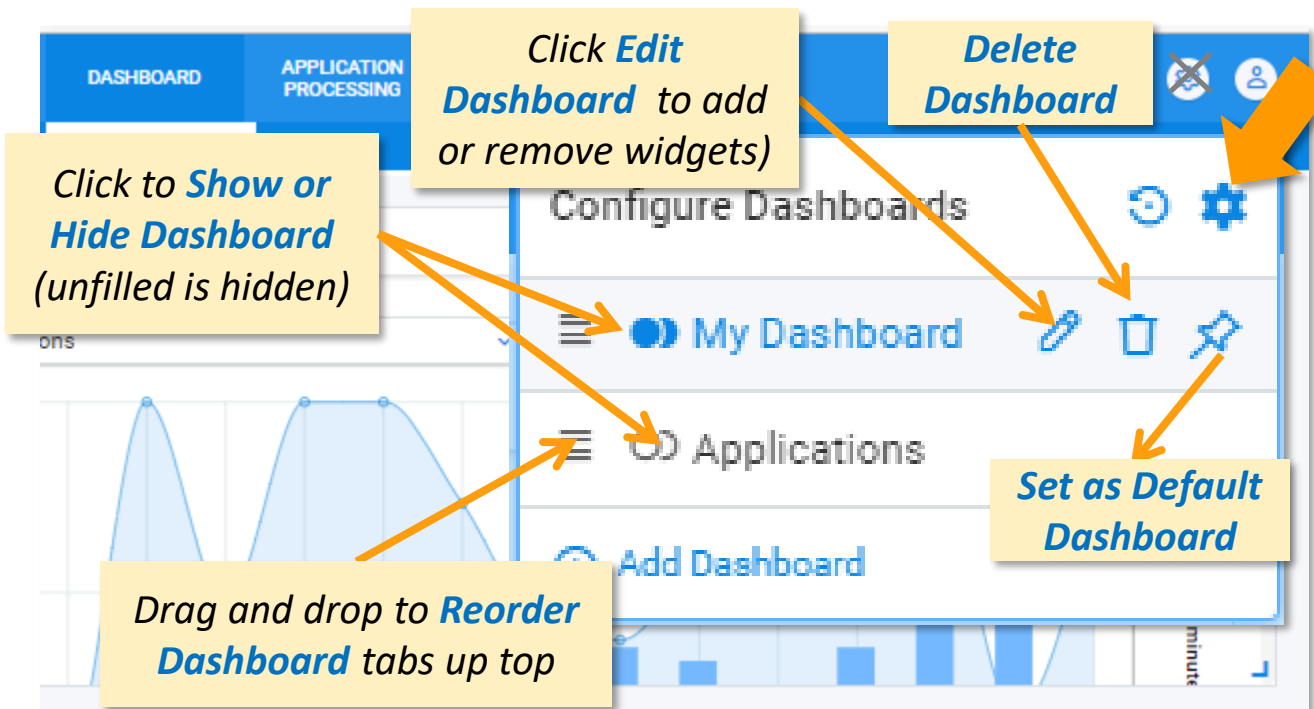 DASHBOARD
APPLICATION
PROCESSING
Click Edit
Dashboard to add
or remove widgets)
Delete
Dashboard
Click to Show or
Hide Dashboard
(unfilled is hidden)
Configure Dashboards
ons
My Dashboard
Applications
Set as Default
Dashboard
Add Dashboard
Drag and drop to Reorder
Dashboard tabs up top
minute